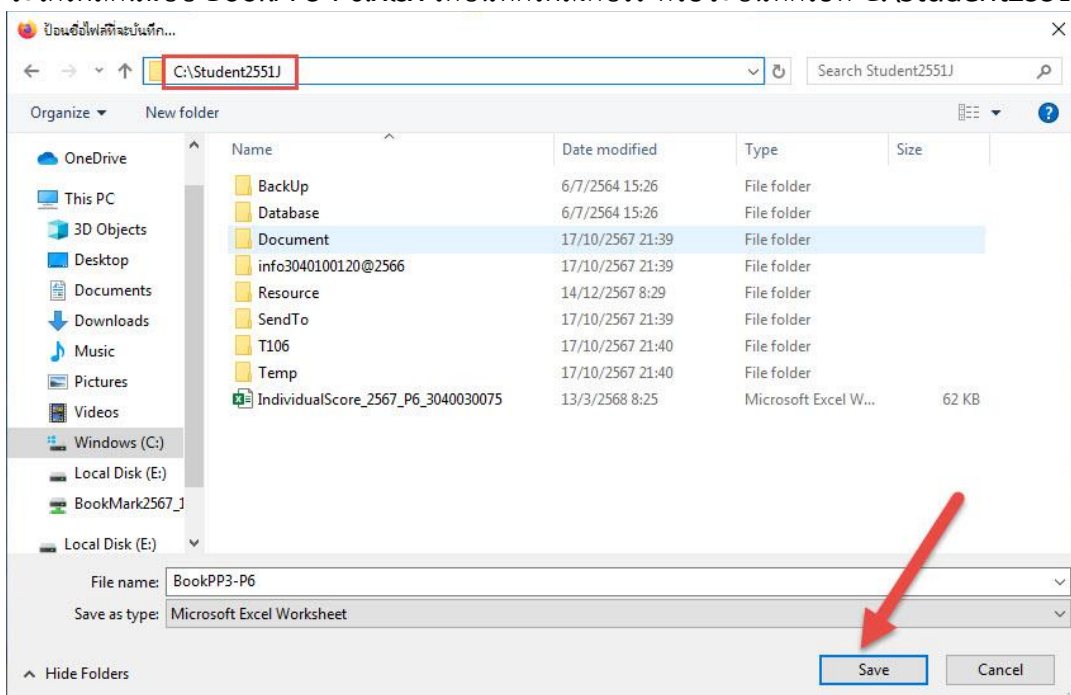 C:\Student2551
ป้อนชื่อไฟล์ที่จะบันทึก...
C:\Student2551J
Search Student2551J
Organize
New folder
Name Date modified Type Size
OneDrive
This PC
3D Objects
Desktop
Documents
Downloads
Music
Pictures
Videos
Windows (C:)
Local Disk (E:)
BookMark2567_1
Local Disk (E:)
BackUp 6/7/2564 15:26 File folder
Database 6/7/2564 15:26 File folder
Document 17/10/2567 21:39 File folder
info3040100120@2566 17/10/2567 21:39 File folder
Resource 14/12/2567 8:29 File folder
SendTo 17/10/2567 21:39 File folder
T106 17/10/2567 21:40 File folder
Temp 17/10/2567 21:40 File folder
IndividualScore_2567_P6_3040030075 13/3/2568 8:25 Microsoft Excel W... 62 KB
File name: BookPP3-P6
Save as type: Microsoft Excel Worksheet
Hide Folders
Save
Cancel